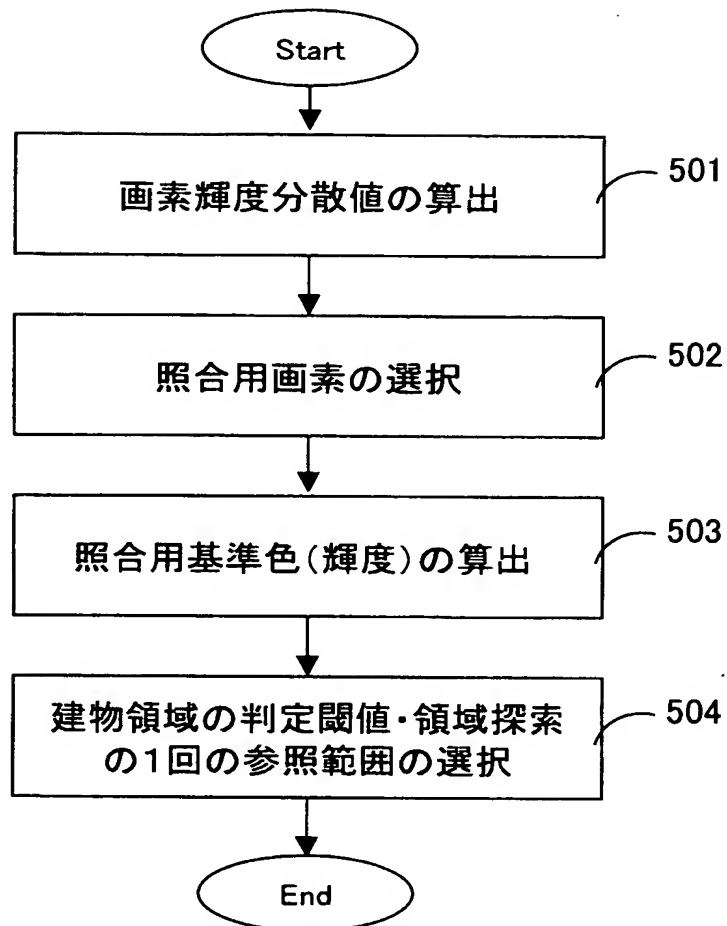 Start
画素輝度分散値の算出
501
照合用画素の選択
502
照合用基準色(輝度)の算出
503
建物領域の判定閾値・領域探索
の1回の参照範囲の選択
504
End